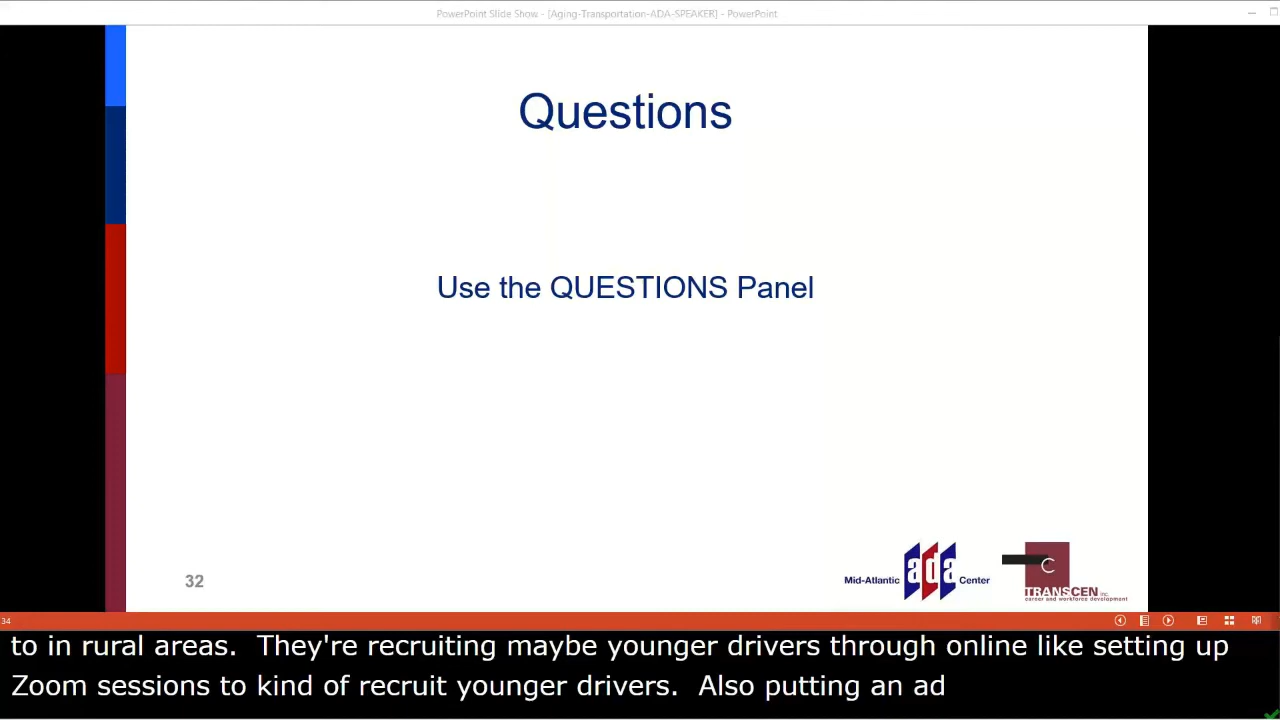 PowerPoint Slide Show - [Aging-Transportation-ADA-SPEAKER] - PowerPoint
Questions
Use the QUESTIONS Panel
32
Mid-Atlantic ada Center
C
TRANSCEN inc.
career and workforce development
34
to in rural areas.  They're recruiting maybe younger drivers through online like setting up
Zoom sessions to kind of recruit younger drivers.  Also putting an ad